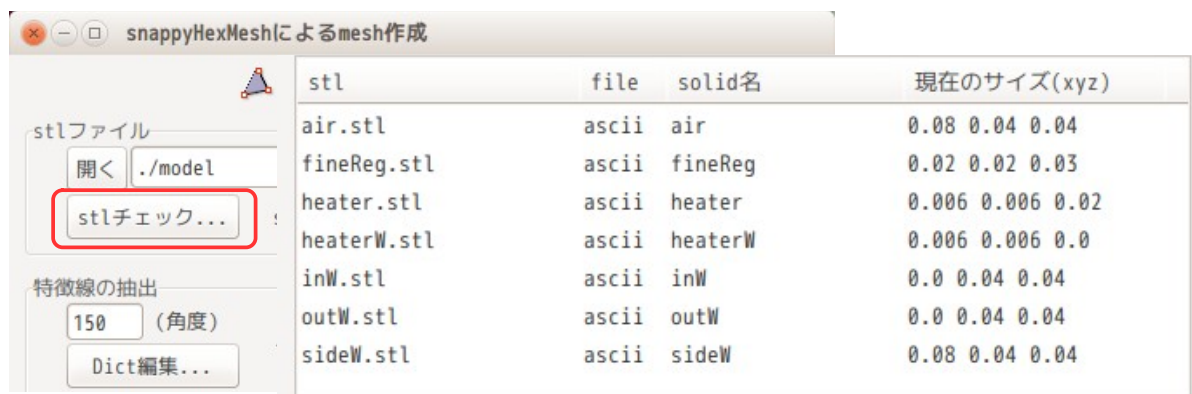 snappyHexMeshによるmesh作成
stlファイル
開く ./model
stlチェック...
特徴線の抽出
150 (角度)
Dict編集...
stl file solid名 現在のサイズ(xyz)
air.stl ascii air 0.08 0.04 0.04
fineReg.stl ascii fineReg 0.02 0.02 0.03
heater.stl ascii heater 0.006 0.006 0.02
heaterW.stl ascii heaterW 0.006 0.006 0.0
inW.stl ascii inW 0.0 0.04 0.04
outW.stl ascii outW 0.0 0.04 0.04
sideW.stl ascii sideW 0.08 0.04 0.04